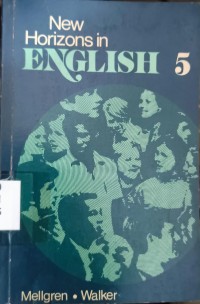 New
Horizons in
ENGLISH 5
Mellgren • Walker